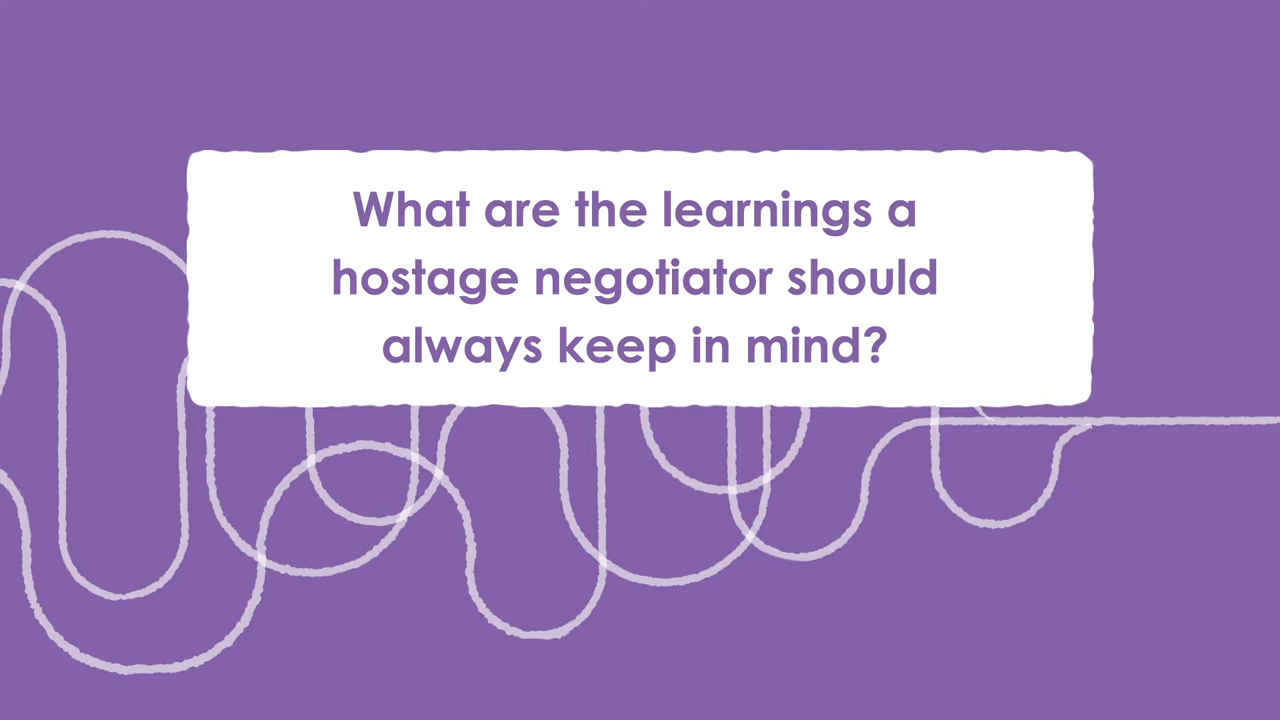 What are the learnings a
hostage negotiator should
always keep in mind?